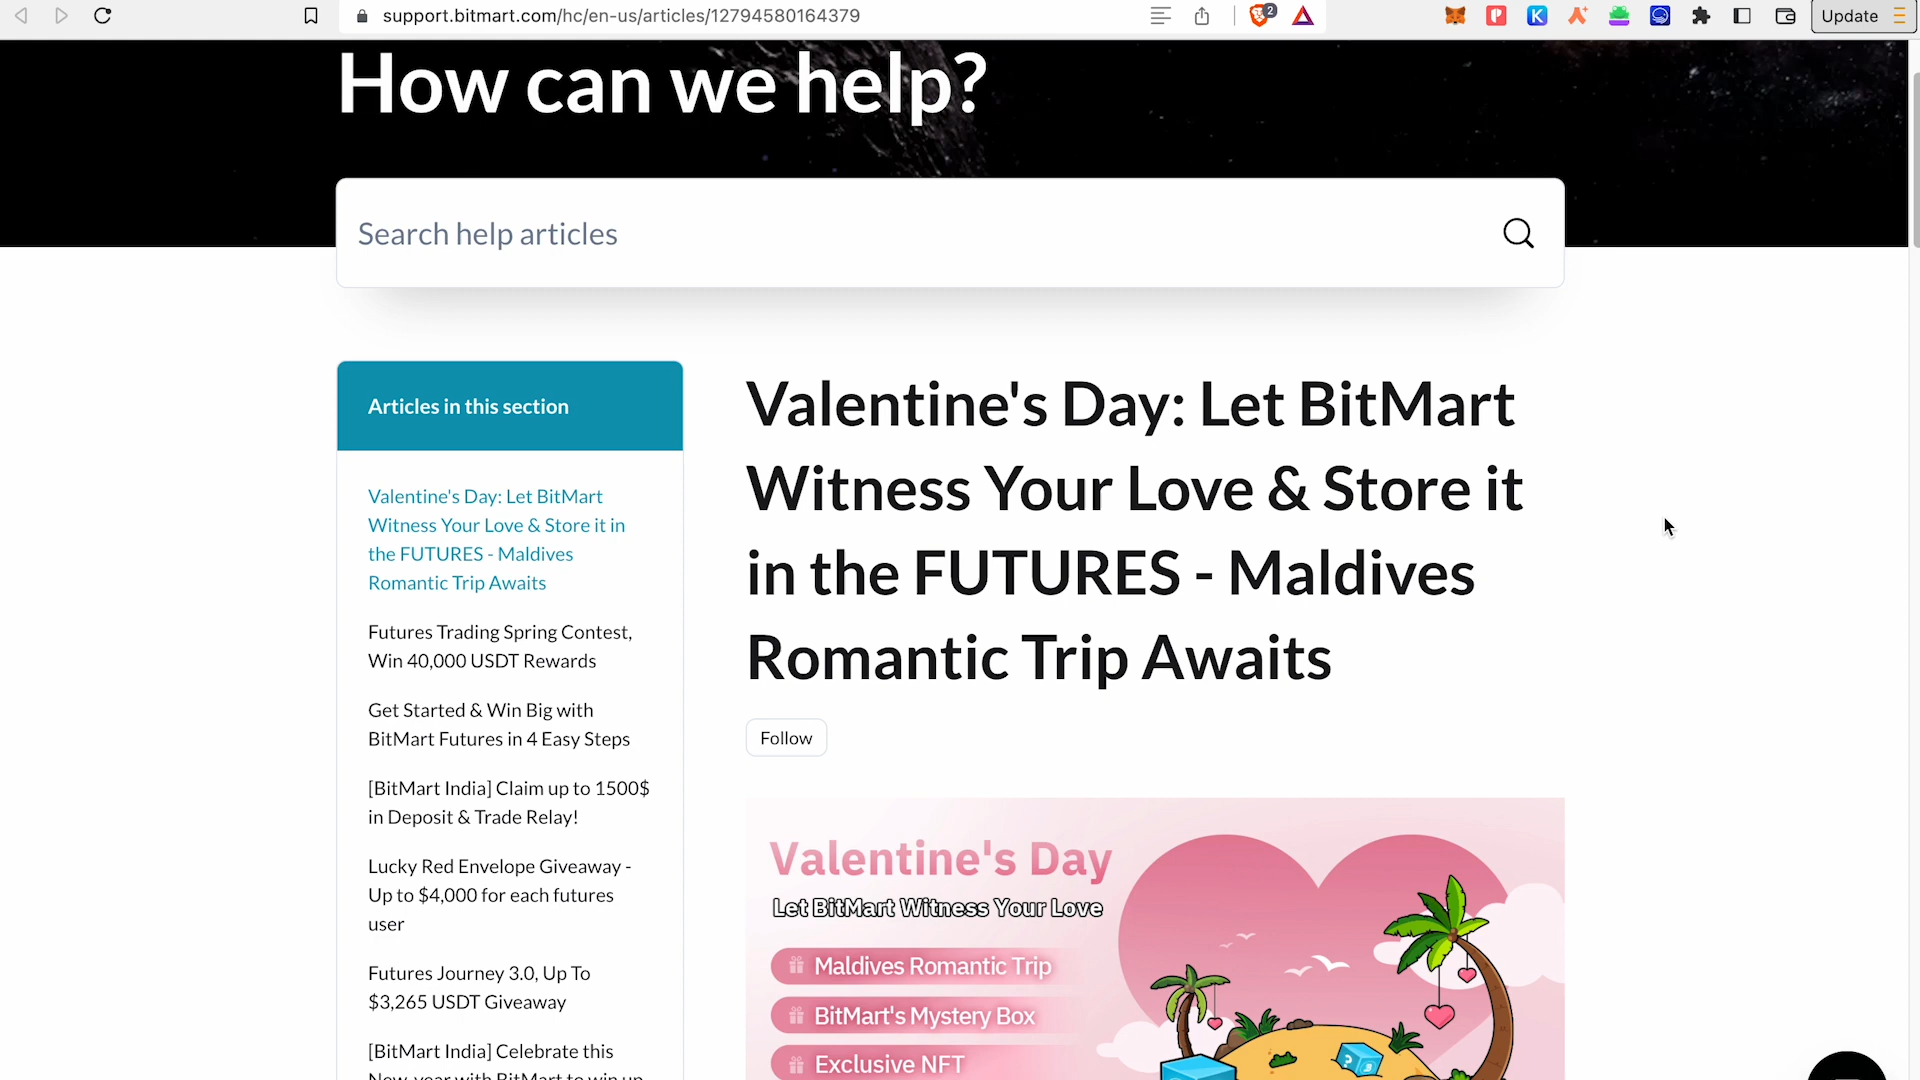 support.bitmart.com/hc/en-us/articles/12794580164379
2
Update
How can we help?
Search help articles
Articles in this section
Valentine's Day: Let BitMart
Witness Your Love & Store it in
the FUTURES - Maldives
Romantic Trip Awaits
Futures Trading Spring Contest,
Win 40,000 USDT Rewards
Get Started & Win Big with
BitMart Futures in 4 Easy Steps
[BitMart India] Claim up to 1500$
in Deposit & Trade Relay!
Lucky Red Envelope Giveaway -
Up to $4,000 for each futures
user
Futures Journey 3.0, Up To
$3,265 USDT Giveaway
[BitMart India] Celebrate this
New year with BitMart to win up
Valentine's Day: Let BitMart
Witness Your Love & Store it
in the FUTURES - Maldives
Romantic Trip Awaits
Follow
Valentine's Day
Let BitMart Witness Your Love
Maldives Romantic Trip
BitMart's Mystery Box
Exclusive NFT